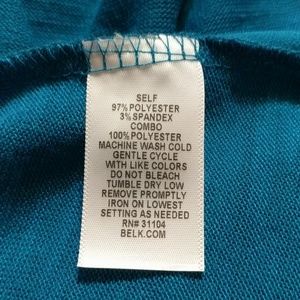 SELF
97% POLYESTER
3% SPANDEX
COMBO
100% POLYESTER
MACHINE WASH COLD
GENTLE CYCLE
WITH LIKE COLORS
DO NOT BLEACH
TUMBLE DRY LOW
REMOVE PROMPTLY
IRON ON LOWEST
SETTING AS NEEDED
RN# 31104
BELK.COM